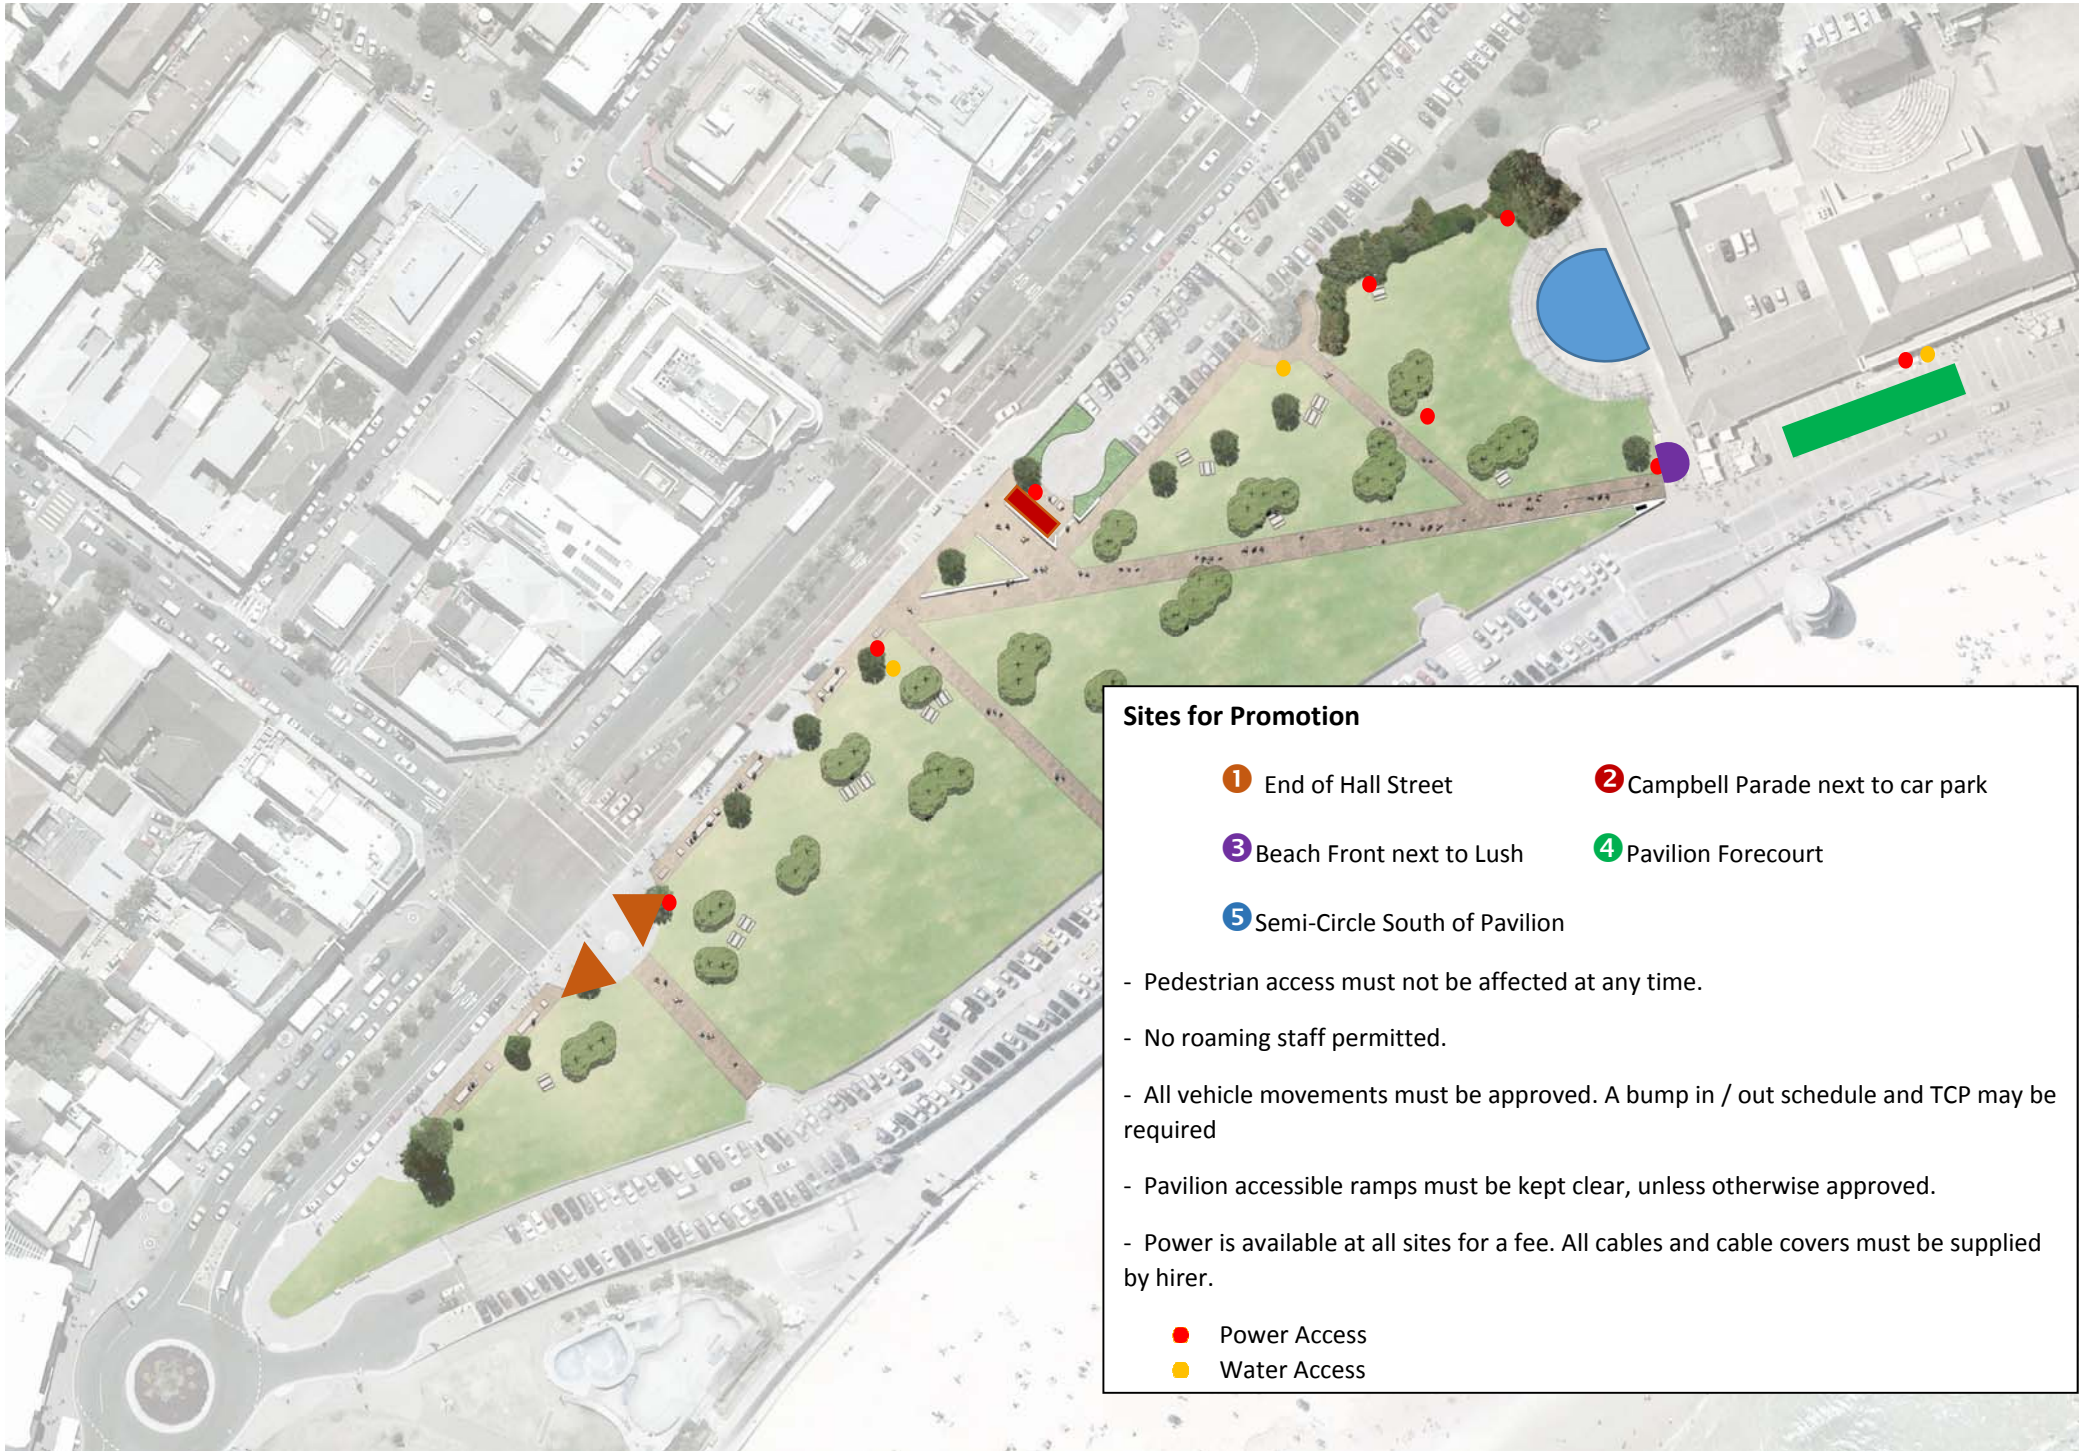 Sites for Promotion
1 End of Hall Street
2 Campbell Parade next to car park
3 Beach Front next to Lush
4 Pavilion Forecourt
5 Semi-Circle South of Pavilion
- Pedestrian access must not be affected at any time.
- No roaming staff permitted.
- All vehicle movements must be approved. A bump in / out schedule and TCP may be
required
- Pavilion accessible ramps must be kept clear, unless otherwise approved.
- Power is available at all sites for a fee. All cables and cable covers must be supplied
by hirer.
Power Access
Water Access